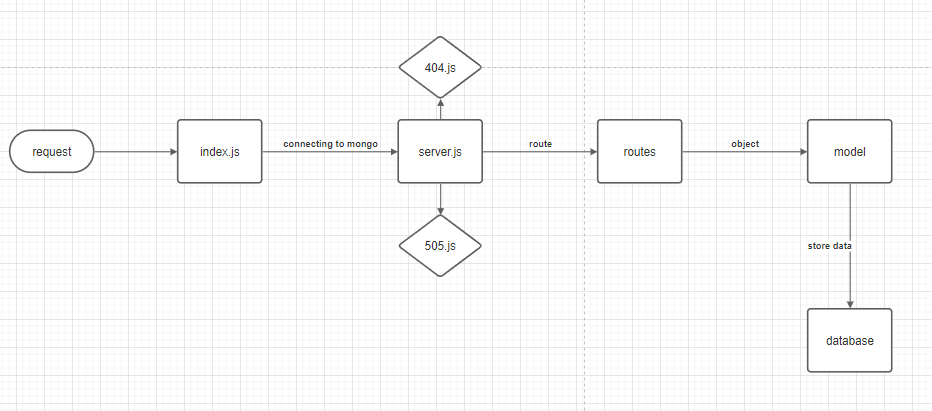 404.js
request
index.js
connecting to mongo
server.js
route
routes
object
model
505.js
store data
database